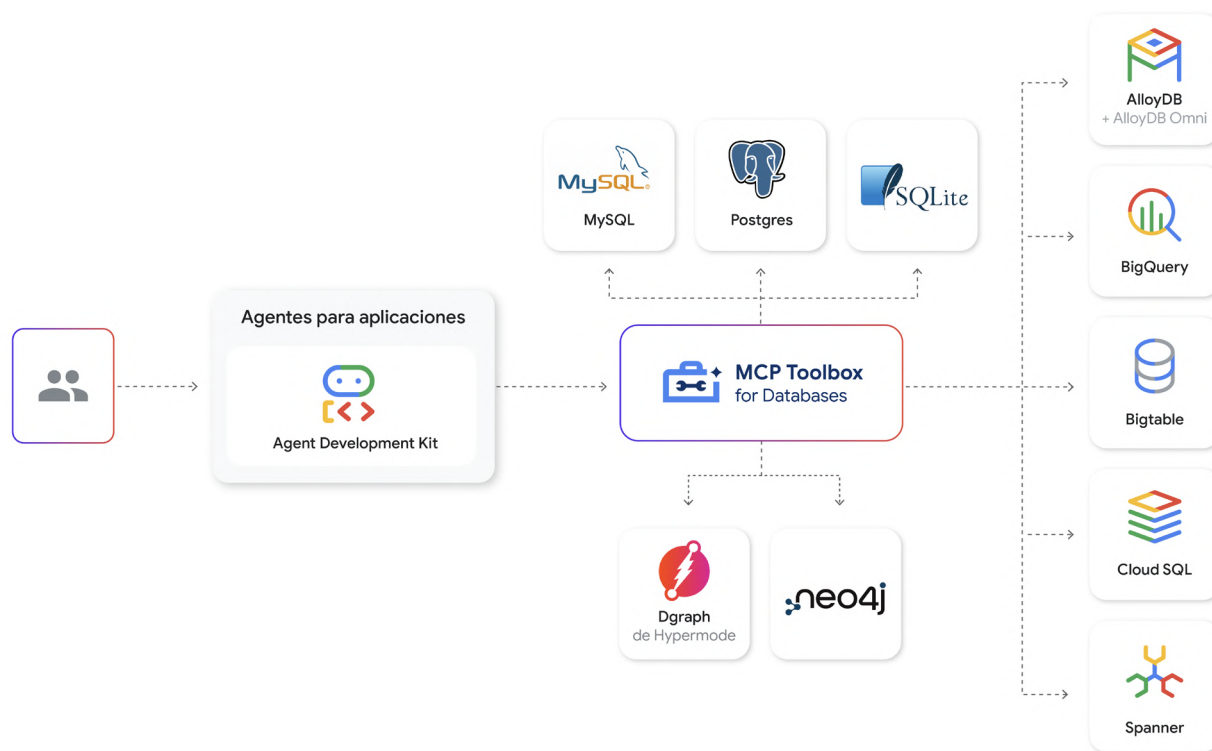 Agentes para aplicaciones
Agent Development Kit
MySQL
MySQL
Postgres
SQLite
MCP Toolbox
for Databases
Dgraph
de Hypermode
neo4j
AlloyDB
+ AlloyDB Omni
BigQuery
Bigtable
Cloud SQL
Spanner